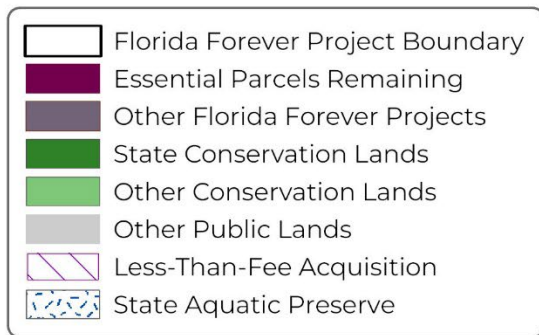 Florida Forever Project Boundary
Essential Parcels Remaining
Other Florida Forever Projects
State Conservation Lands
Other Conservation Lands
Other Public Lands
Less-Than-Fee Acquisition
State Aquatic Preserve